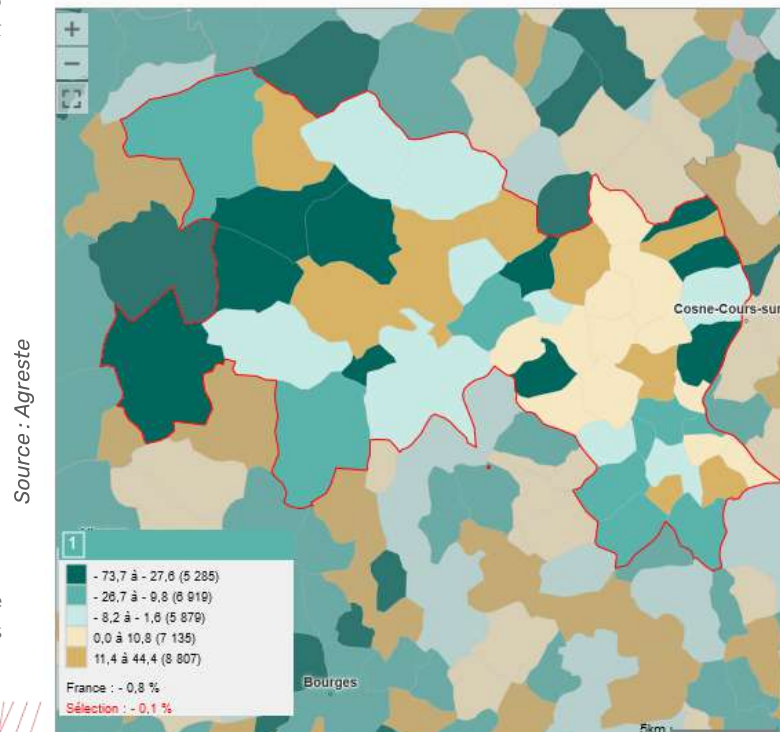 +
−
Source : Agreste
Cosne-Cours-sur
1
- 73,7 à - 27,6 (5 285)
- 26,7 à - 9,8 (6 919)
- 8,2 à - 1,6 (5 879)
0,0 à 10,8 (7 135)
11,4 à 44,4 (8 807)
France : - 0,8 %
Sélection : - 0,1 %
Bourges
5km